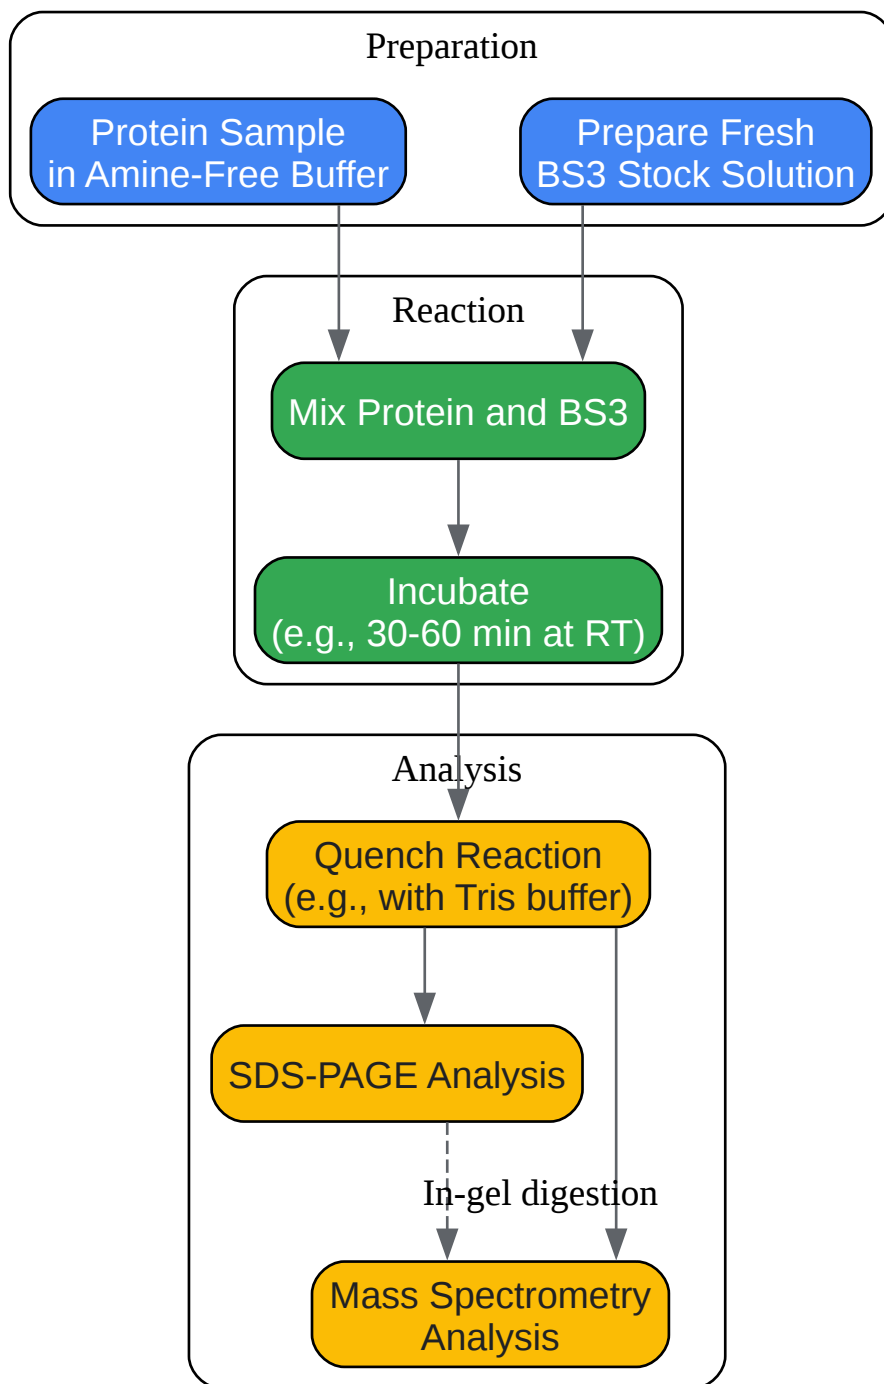 Preparation
Protein Sample
in Amine-Free Buffer
Prepare Fresh
BS3 Stock Solution
Reaction
Mix Protein and BS3
Incubate
(e.g., 30-60 min at RT)
Analysis
Quench Reaction
(e.g., with Tris buffer)
SDS-PAGE Analysis
In-gel digestion
Mass Spectrometry
Analysis